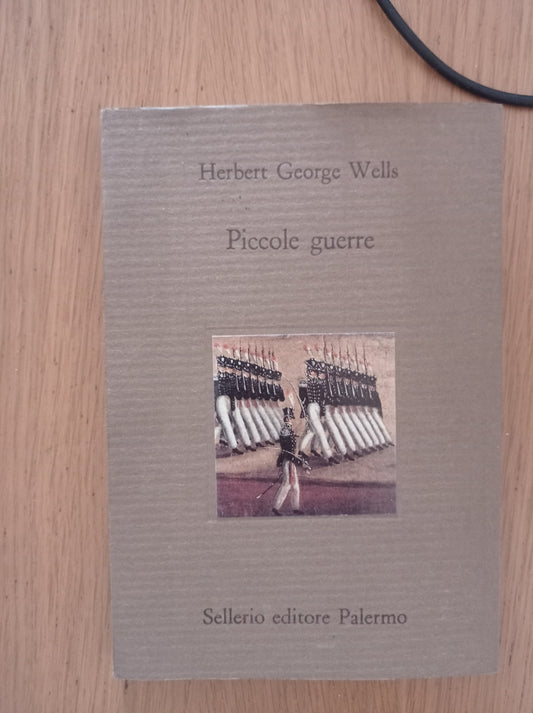 Herbert George Wells
Piccole guerre
Sellerio editore Palermo